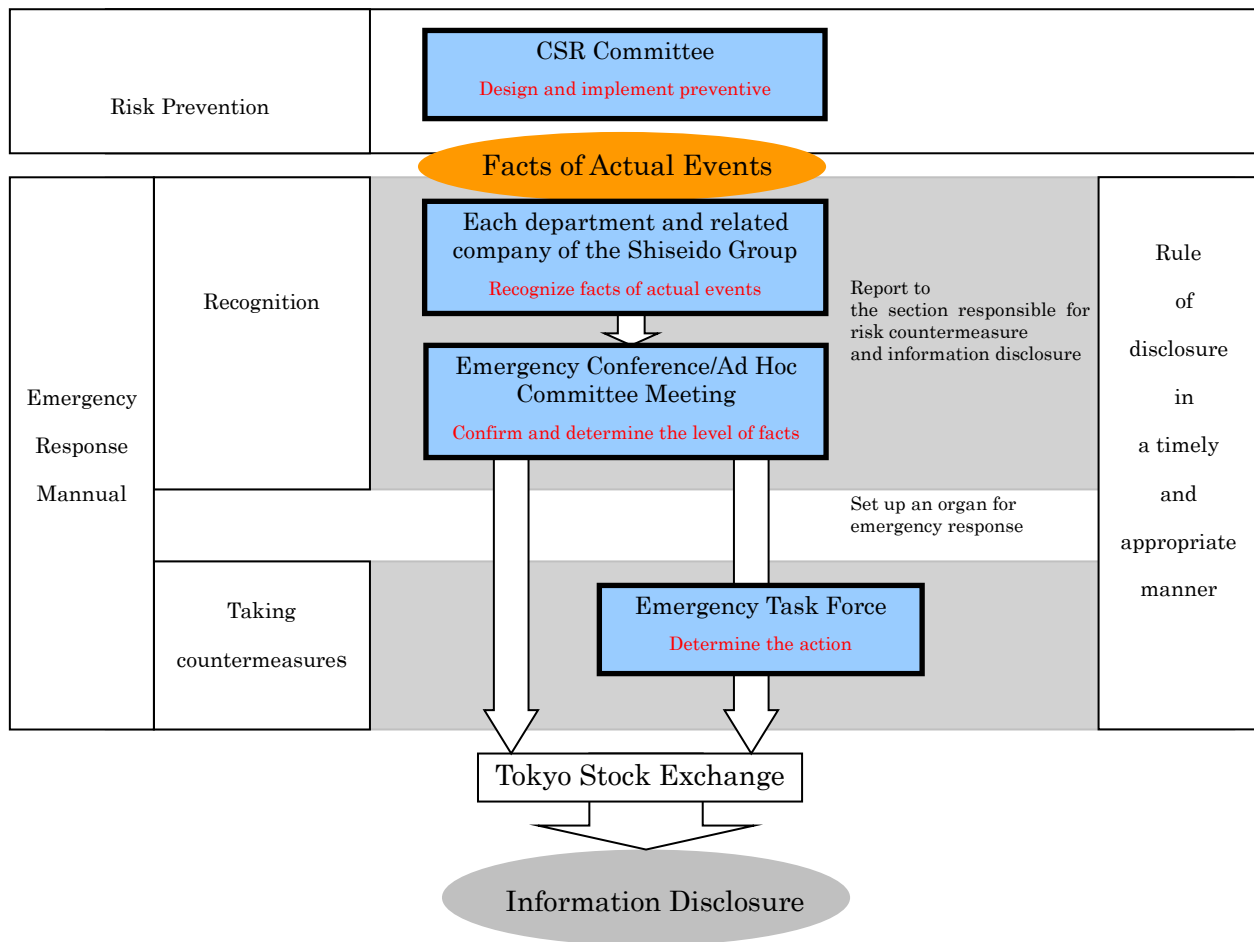 CSR Committee
Design and implement preventive
Risk Prevention
Facts of Actual Events
Each department and related
company of the Shiseido Group
Recognize facts of actual events
Recognition
Report to
the section responsible for
risk countermeasure
and information disclosure
Emergency Conference/Ad Hoc
Committee Meeting
Confirm and determine the level of facts
Emergency
Response
Mannual
Set up an organ for
emergency response
Rule
of
disclosure
in
a timely
and
appropriate
manner
Taking
countermeasures
Emergency Task Force
Determine the action
Tokyo Stock Exchange
Information Disclosure